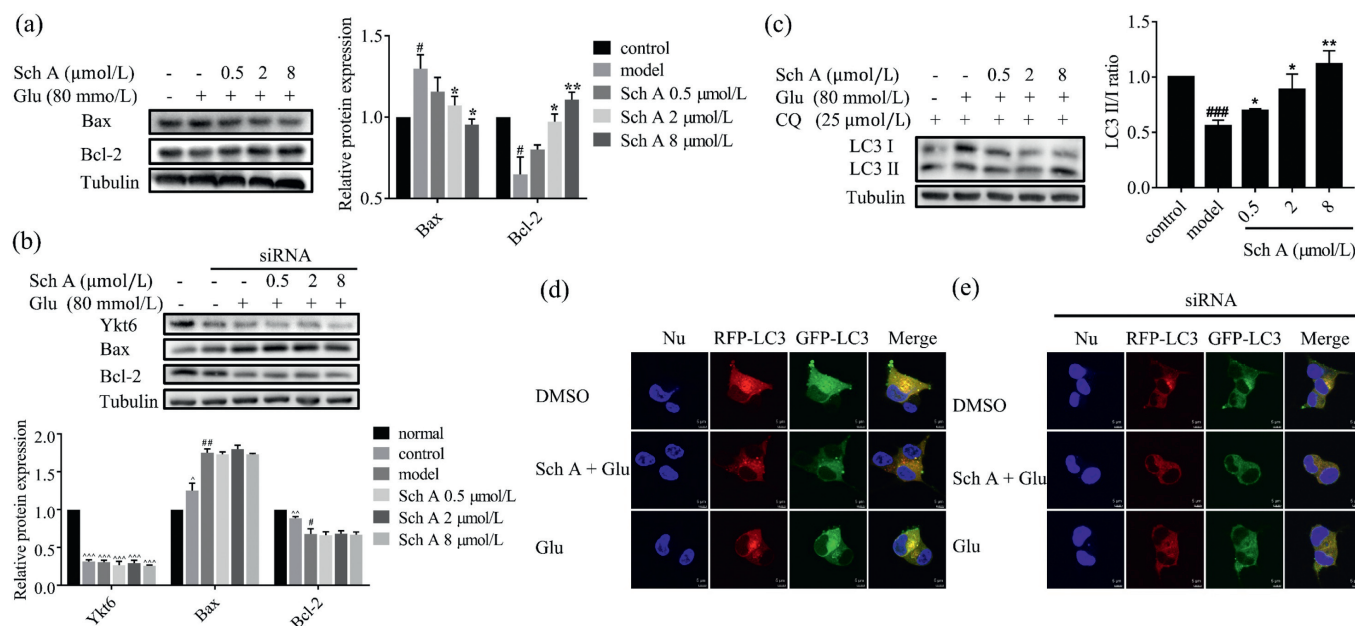 (a)
Sch A (μmol/L) - - 0.5 2 8
Glu (80 mmo/L) - + + + +
Bax
Bcl-2
Tubulin
Relative protein expression
1.5
1.0
0.5
#
*
*
#
*
**
Bax
Bcl-2
control
model
Sch A 0.5 μmol/L
Sch A 2 μmol/L
Sch A 8 μmol/L
(b)
siRNA
Sch A (μmol/L) - - - 0.5 2 8
Glu (80 mmol/L) - - + + + +
Ykt6
Bax
Bcl-2
Tubulin
Relative protein expression
2.0
1.5
1.0
0.5
0.0
^^^ ^^^ ^^^ ^^^ ^^^
^
##
^^
#
Ykt6
Bax
Bcl-2
normal
control
model
Sch A 0.5 μmol/L
Sch A 2 μmol/L
Sch A 8 μmol/L
(c)
Sch A (μmol/L) - - 0.5 2 8
Glu (80 mmol/L) - + + + +
CQ (25 μmol/L) + + + + +
LC3 I
LC3 II
Tubulin
LC3 II/I ratio
1.5
1.0
0.5
0.0
###
*
*
**
control
model
0.5
2
8
Sch A (μmol/L)
(d)
Nu RFP-LC3 GFP-LC3 Merge
DMSO
Sch A + Glu
Glu
(e)
siRNA
Nu RFP-LC3 GFP-LC3 Merge
DMSO
Sch A + Glu
Glu